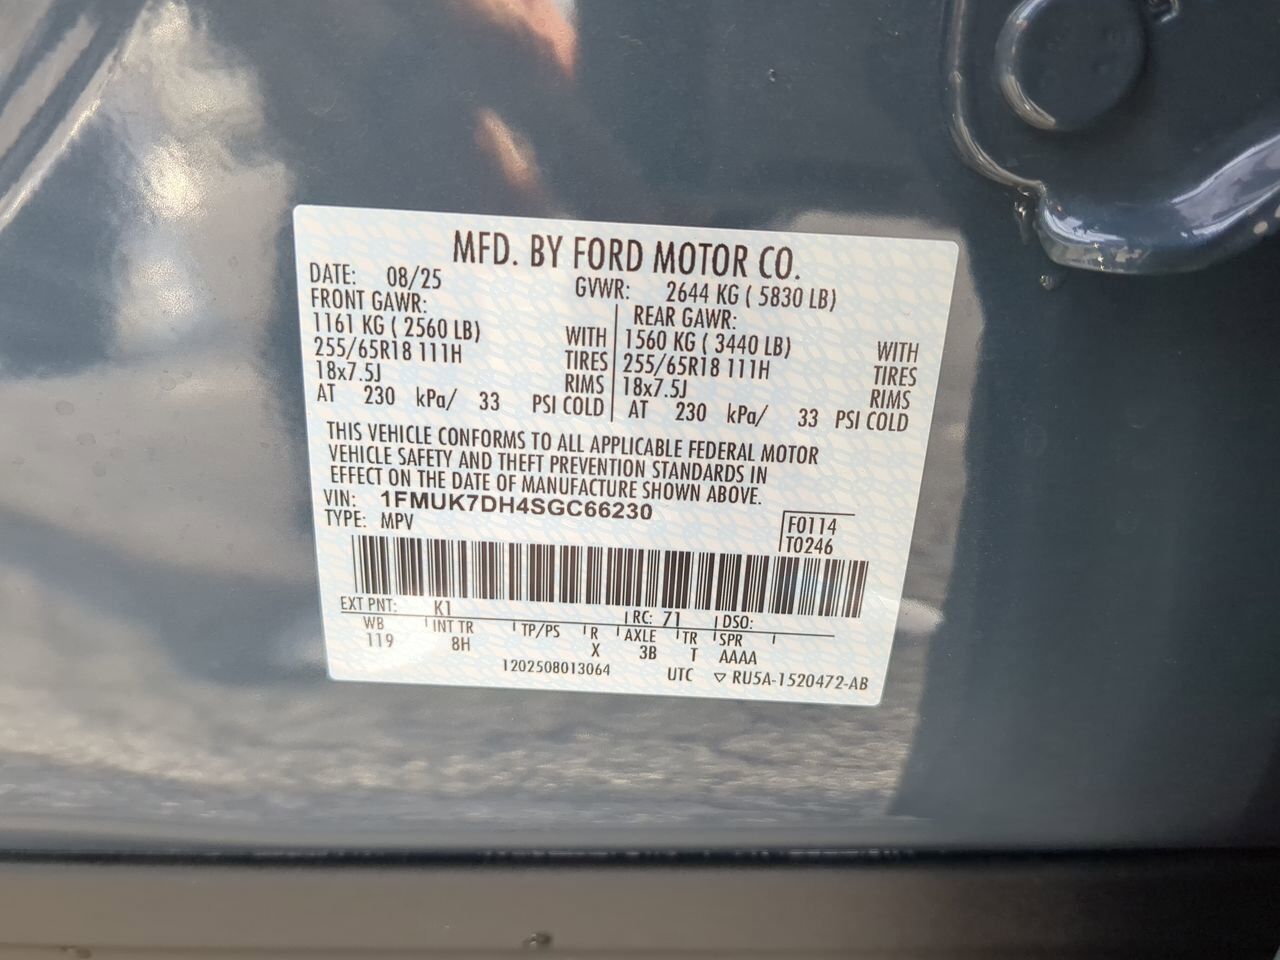 MFD. BY FORD MOTOR CO.
DATE: 08/25 GVWR: 2644 KG ( 5830 LB)
FRONT GAWR: REAR GAWR:
1161 KG ( 2560 LB) WITH 1560 KG ( 3440 LB) WITH
255/65R18 111H TIRES 255/65R18 111H TIRES
18x7.5J RIMS 18x7.5J RIMS
AT 230 kPa/ 33 PSI COLD AT 230 kPa/ 33 PSI COLD
THIS VEHICLE CONFORMS TO ALL APPLICABLE FEDERAL MOTOR
VEHICLE SAFETY AND THEFT PREVENTION STANDARDS IN
EFFECT ON THE DATE OF MANUFACTURE SHOWN ABOVE.
VIN: 1FMUK7DH4SGC66230
TYPE: MPV
F0114
T0246
EXT PNT: K1 RC: 71 DSO:
WB INT TR TP/PS R AXLE TR SPR
119 8H X 3B T AAAA
1202508013064 UTC ▽ RU5A-1520472-AB